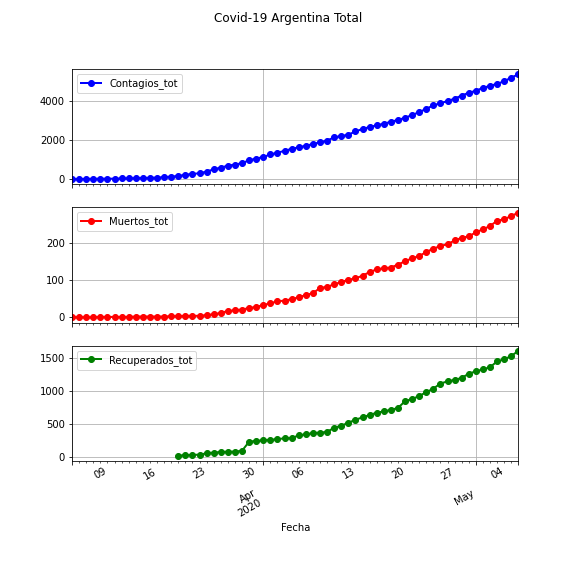 Covid-19 Argentina Total
Contagios_tot
4000
2000
0
Muertos_tot
200
100
0
Recuperados_tot
1500
1000
500
0
09 16 23 30 06 13 20 27 04
Apr May
2020
Fecha